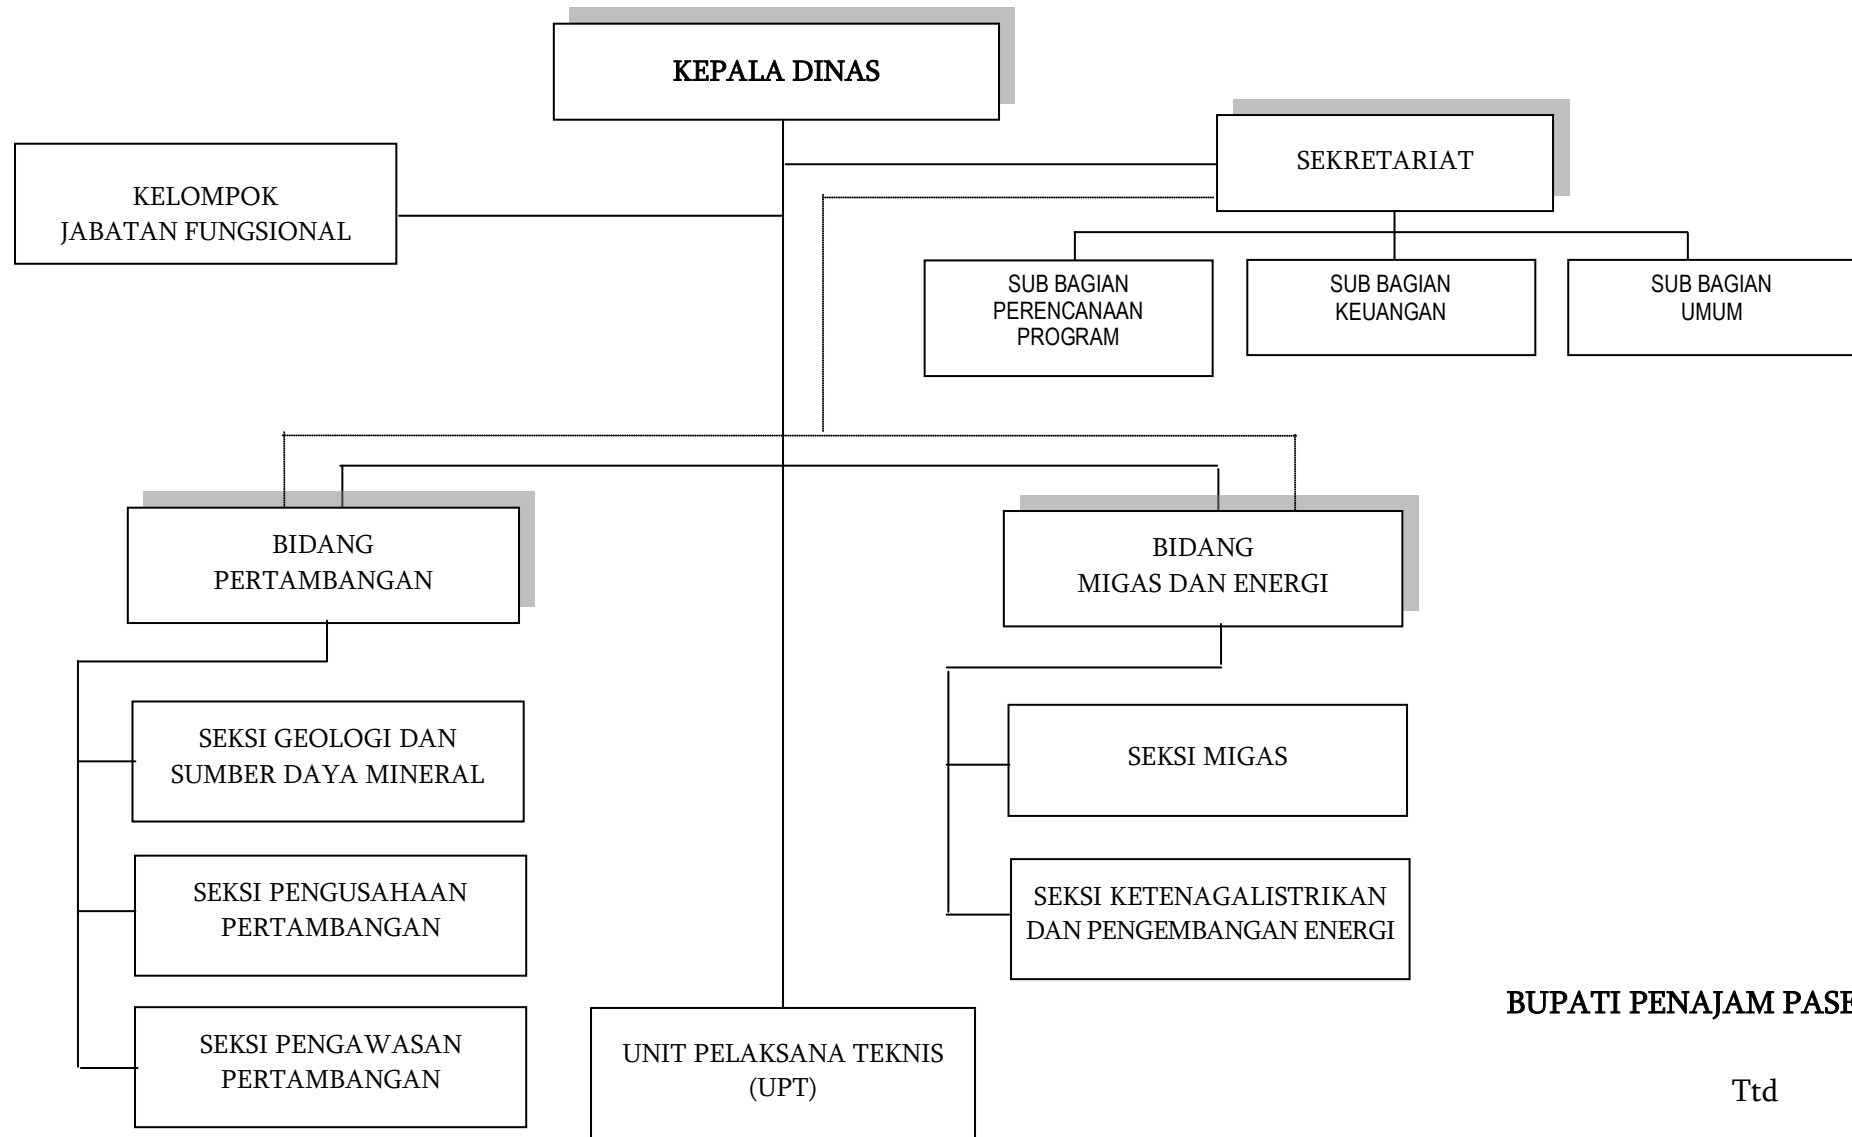 KEPALA DINAS
SEKRETARIAT
KELOMPOK
JABATAN FUNGSIONAL
SUB BAGIAN
PERENCANAAN
PROGRAM
SUB BAGIAN
KEUANGAN
SUB BAGIAN
UMUM
BIDANG
PERTAMBANGAN
BIDANG
MIGAS DAN ENERGI
SEKSI GEOLOGI DAN
SUMBER DAYA MINERAL
SEKSI MIGAS
SEKSI PENGUSAHAAN
PERTAMBANGAN
SEKSI KETENAGALISTRIKAN
DAN PENGEMBANGAN ENERGI
SEKSI PENGAWASAN
PERTAMBANGAN
UNIT PELAKSANA TEKNIS
(UPT)
BUPATI PENAJAM
Ttd